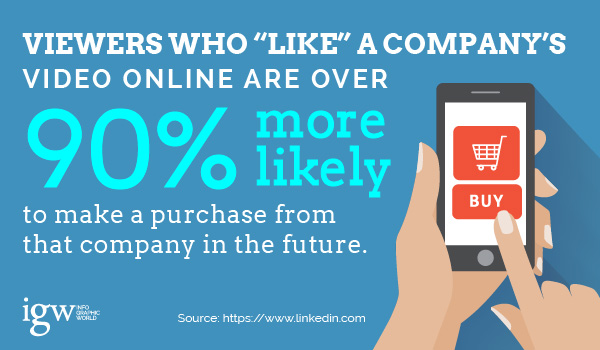 VIEWERS WHO “LIKE” A COMPANY’S
VIDEO ONLINE ARE OVER
90% more
likely
to make a purchase from
that company in the future.
BUY
igw INFO
GRAPHIC
WORLD
Source: https://www.linkedin.com